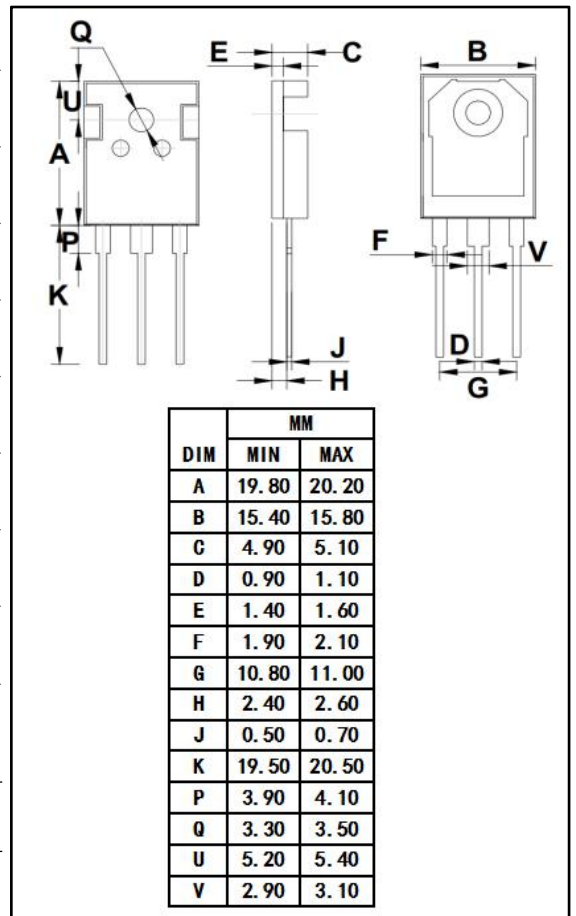 Q
E C B
U
A
P
K
F V
J
H
D
G
MM
DIM MIN MAX
A 19.80 20.20
B 15.40 15.80
C 4.90 5.10
D 0.90 1.10
E 1.40 1.60
F 1.90 2.10
G 10.80 11.00
H 2.40 2.60
J 0.50 0.70
K 19.50 20.50
P 3.90 4.10
Q 3.30 3.50
U 5.20 5.40
V 2.90 3.10